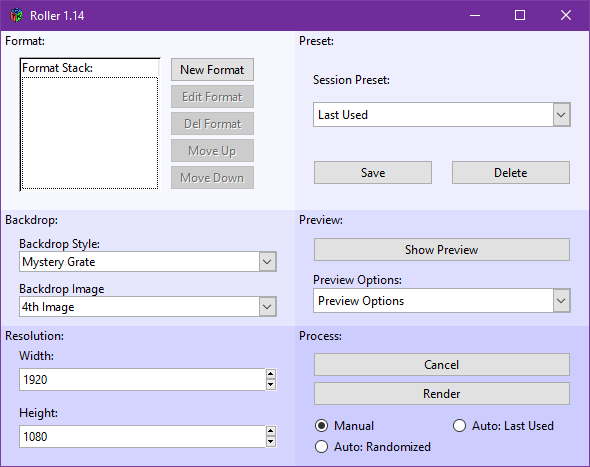 Roller 1.14
Format:
Format Stack:
New Format
Edit Format
Del Format
Move Up
Move Down
Preset:
Session Preset:
Last Used
Save
Delete
Backdrop:
Backdrop Style:
Mystery Grate
Backdrop Image
4th Image
Preview:
Show Preview
Preview Options:
Preview Options
Resolution:
Width:
1920
Height:
1080
Process:
Cancel
Render
Manual
Auto: Last Used
Auto: Randomized